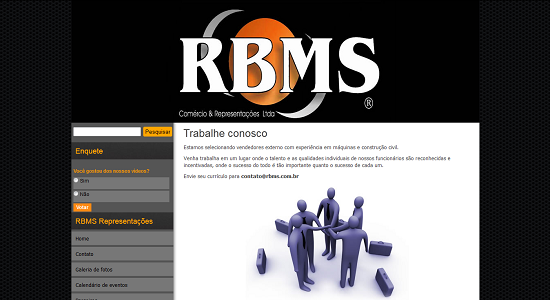 RBMS
Comércio & Representações Ltda
®
Pesquisar
Enquete
Você gostou dos nossos vídeos?
Sim
Não
Votar
RBMS Representações
Home
Contato
Galeria de fotos
Calendário de eventos
Trabalhe conosco
Estamos selecionando vendedores externo com experiência em máquinas e construção civil.
Venha trabalha em um lugar onde o talento e as qualidades individuais de nossos funcionários são reconhecidas e
incentivadas, onde o sucesso do todo é tão importante quanto o sucesso de cada um.
Envie seu currículo para contato@rbms.com.br